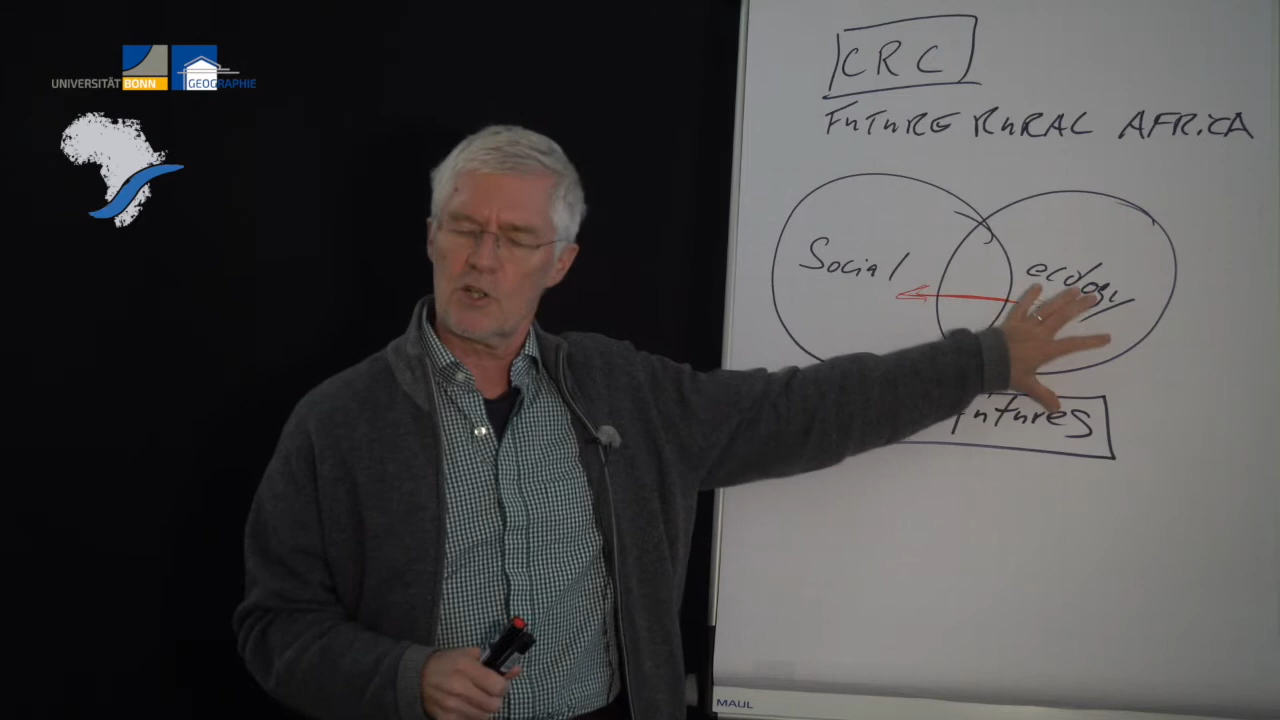 UNIVERSITÄT BONN GEOGRAPHIE
CRC
FUTURE RURAL AFRICA
Social
ecology
futures
MAUL